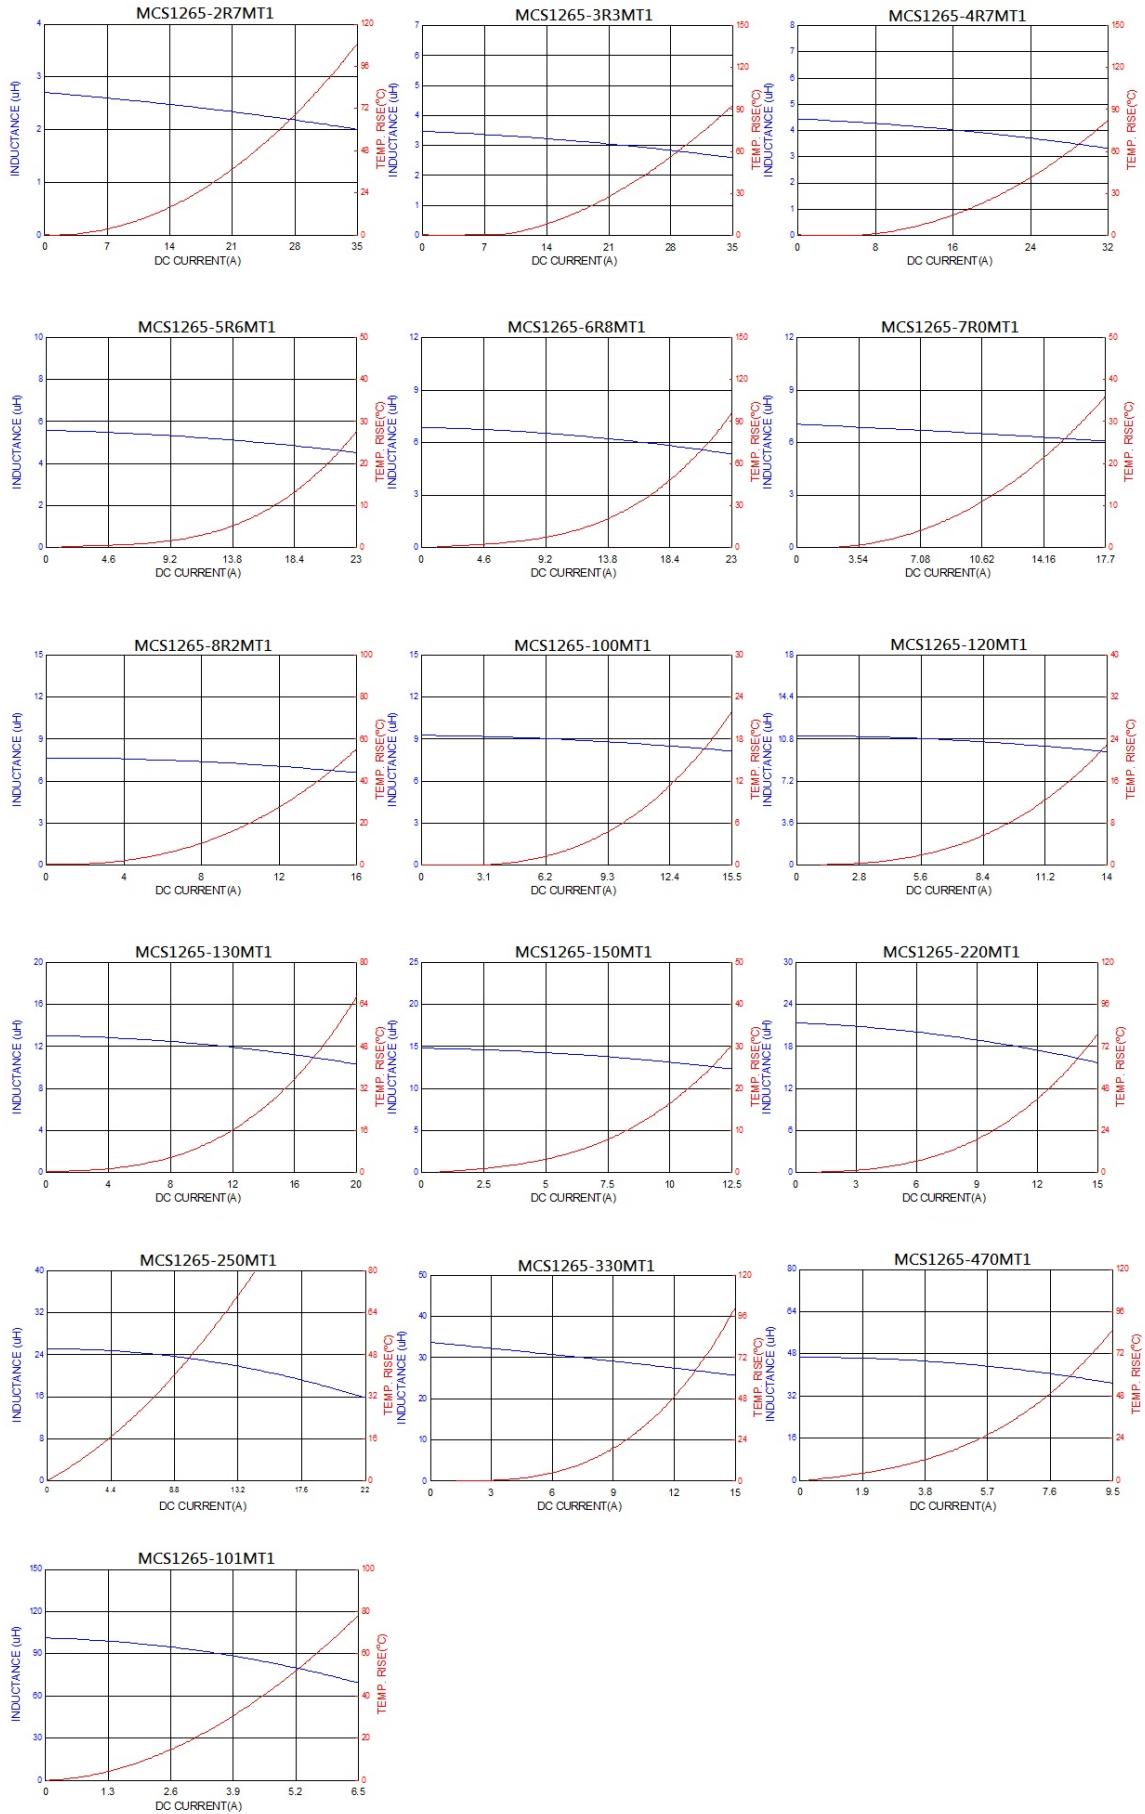 MCS1265-2R7MT1
INDUCTANCE (uH)
4
3
2
1
0
0 7 14 21 28 35
DC CURRENT(A)
120
96
72
48
24
0
TEMP. RISE(ºC)
MCS1265-3R3MT1
INDUCTANCE (uH)
7
6
5
4
3
2
1
0
0 7 14 21 28 35
DC CURRENT(A)
150
120
90
60
30
0
TEMP. RISE(ºC)
MCS1265-4R7MT1
INDUCTANCE (uH)
8
7
6
5
4
3
2
1
0
0 8 16 24 32
DC CURRENT(A)
150
120
90
60
30
0
TEMP. RISE(ºC)
MCS1265-5R6MT1
INDUCTANCE (uH)
10
8
6
4
2
0
0 4.6 9.2 13.8 18.4 23
DC CURRENT(A)
50
40
30
20
10
0
TEMP. RISE(ºC)
MCS1265-6R8MT1
INDUCTANCE (uH)
12
9
6
3
0
0 4.6 9.2 13.8 18.4 23
DC CURRENT(A)
150
120
90
60
30
0
TEMP. RISE(ºC)
MCS1265-7R0MT1
INDUCTANCE (uH)
12
9
6
3
0
0 3.54 7.08 10.62 14.16 17.7
DC CURRENT(A)
50
40
30
20
10
0
TEMP. RISE(ºC)
MCS1265-8R2MT1
INDUCTANCE (uH)
15
12
9
6
3
0
0 4 8 12 16
DC CURRENT(A)
100
80
60
40
20
0
TEMP. RISE(ºC)
MCS1265-100MT1
INDUCTANCE (uH)
15
12
9
6
3
0
0 3.1 6.2 9.3 12.4 15.5
DC CURRENT(A)
30
24
18
12
6
0
TEMP. RISE(ºC)
MCS1265-120MT1
INDUCTANCE (uH)
18
14.4
10.8
7.2
3.6
0
0 2.8 5.6 8.4 11.2 14
DC CURRENT(A)
40
32
24
16
8
0
TEMP. RISE(ºC)
MCS1265-130MT1
INDUCTANCE (uH)
20
16
12
8
4
0
0 4 8 12 16 20
DC CURRENT(A)
80
64
48
32
16
0
TEMP. RISE(ºC)
MCS1265-150MT1
INDUCTANCE (uH)
25
20
15
10
5
0
0 2.5 5 7.5 10 12.5
DC CURRENT(A)
50
40
30
20
10
0
TEMP. RISE(ºC)
MCS1265-220MT1
INDUCTANCE (uH)
30
24
18
12
6
0
0 3 6 9 12 15
DC CURRENT(A)
120
96
72
48
24
0
TEMP. RISE(ºC)
MCS1265-250MT1
INDUCTANCE (uH)
40
32
24
16
8
0
0 4.4 8.8 13.2 17.6 22
DC CURRENT(A)
80
64
48
32
16
0
TEMP. RISE(ºC)
MCS1265-330MT1
INDUCTANCE (uH)
50
40
30
20
10
0
0 3 6 9 12 15
DC CURRENT(A)
120
96
72
48
24
0
TEMP. RISE(ºC)
MCS1265-470MT1
INDUCTANCE (uH)
80
64
48
32
16
0
0 1.9 3.8 5.7 7.6 9.5
DC CURRENT(A)
120
96
72
48
24
0
TEMP. RISE(ºC)
MCS1265-101MT1
INDUCTANCE (uH)
150
120
90
60
30
0
0 1.3 2.6 3.9 5.2 6.5
DC CURRENT(A)
100
80
60
40
20
0
TEMP. RISE(ºC)